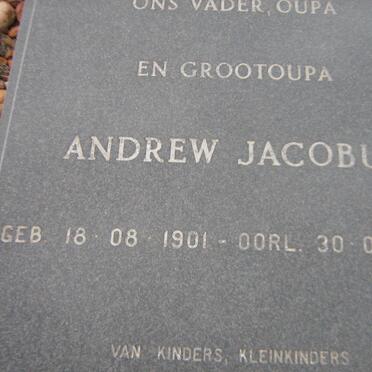 ONS VADER, OUPA
EN GROOTOUPA
ANDREW JACOBU
GEB. 18·08·1901 - OORL. 30·0
VAN KINDERS, KLEINKINDERS